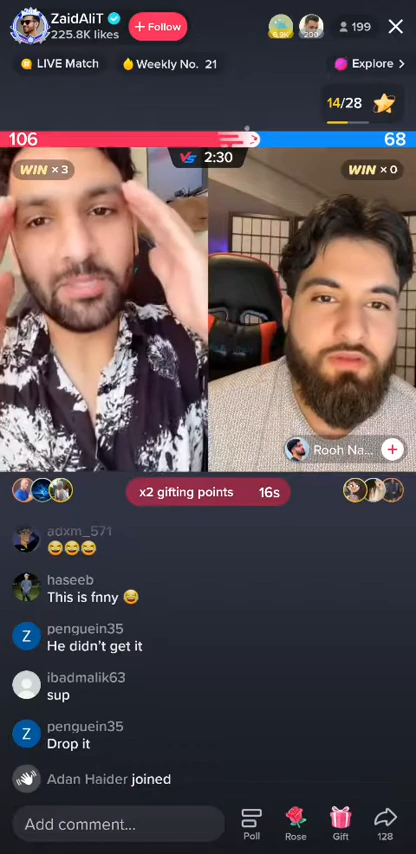 ZaidAliT
225.8K likes
+ Follow
6.9K
200
199
LIVE Match
Weekly No. 21
Explore >
14/28
106
VS 2:30
68
WIN ×3
WIN ×0
Rooh Na...
x2 gifting points 16s
adxm_571
😂😂😂
haseeb
This is fnny 😂
Z
penguein35
He didn't get it
ibadmalik63
sup
Z
penguein35
Drop it
Adan Haider joined
Add comment...
Poll
Rose
Gift
128